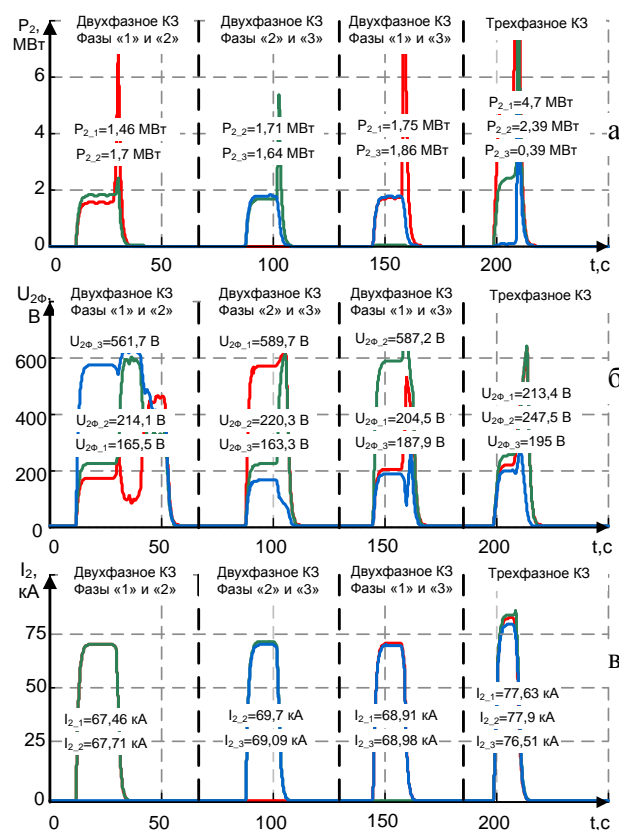 P2, МВт
Двухфазное КЗ Фазы «1» и «2»
Двухфазное КЗ Фазы «2» и «3»
Двухфазное КЗ Фазы «1» и «3»
Трехфазное КЗ
6
4
2
0
P2_1=1,46 МВт
P2_2=1,7 МВт
P2_2=1,71 МВт
P2_3=1,64 МВт
P2_1=1,75 МВт
P2_3=1,86 МВт
P2_1=4,7 МВт
P2_2=2,39 МВт
P2_3=0,39 МВт
а
0 50 100 150 200 t,с
U2Ф, В
Двухфазное КЗ Фазы «1» и «2»
Двухфазное КЗ Фазы «2» и «3»
Двухфазное КЗ Фазы «1» и «3»
Трехфазное КЗ
600
400
200
0
U2Ф_3=561,7 В
U2Ф_2=214,1 В
U2Ф_1=165,5 В
U2Ф_1=589,7 В
U2Ф_2=220,3 В
U2Ф_3=163,3 В
U2Ф_2=587,2 В
U2Ф_1=204,5 В
U2Ф_3=187,9 В
U2Ф_1=213,4 В
U2Ф_2=247,5 В
U2Ф_3=195 В
б
0 50 100 150 200 t,с
I2, кА
Двухфазное КЗ Фазы «1» и «2»
Двухфазное КЗ Фазы «2» и «3»
Двухфазное КЗ Фазы «1» и «3»
Трехфазное КЗ
75
50
25
0
I2_1=67,46 кА
I2_2=67,71 кА
I2_2=69,7 кА
I2_3=69,09 кА
I2_1=68,91 кА
I2_3=68,98 кА
I2_1=77,63 кА
I2_2=77,9 кА
I2_3=76,51 кА
в
0 50 100 150 200 t,с